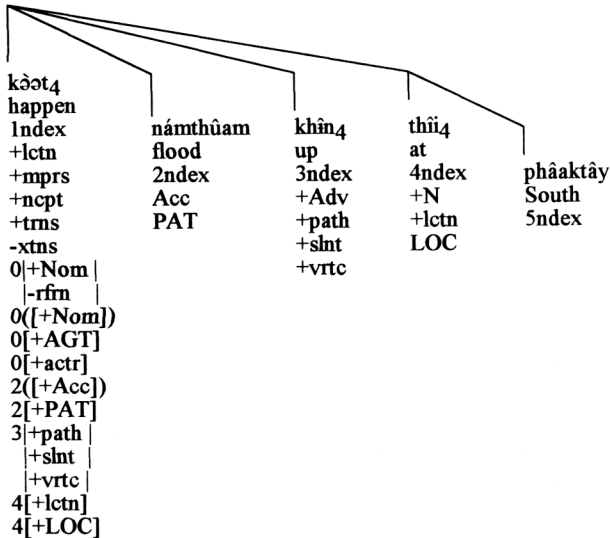 kə̀ət₄
happen
1ndex
+lctn
+mprs
+ncpt
+trns
-xtns
0|+Nom |
|-rfrn |
0([+Nom])
0[+AGT]
0[+actr]
2([+Acc])
2[+PAT]
3|+path |
|+slnt |
|+vrtc |
4[+lctn]
4[+LOC]
námthûam
flood
2ndex
Acc
PAT
khîn₄
up
3ndex
+Adv
+path
+slnt
+vrtc
thîi₄
at
4ndex
+N
+lctn
LOC
phâaktây
South
5ndex